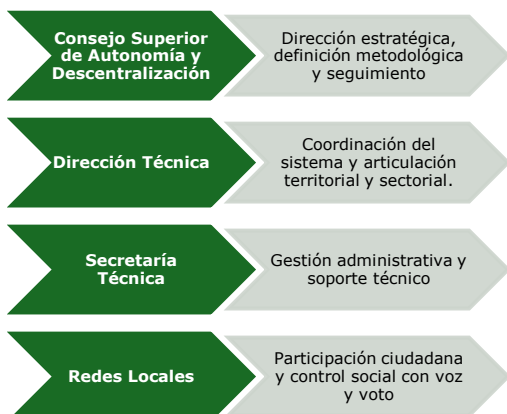 Consejo Superior
de Autonomía y
Descentralización
Dirección estratégica,
definición metodológica
y seguimiento
Dirección Técnica
Coordinación del
sistema y articulación
territorial y sectorial.
Secretaría
Técnica
Gestión administrativa y
soporte técnico
Redes Locales
Participación ciudadana
y control social con voz
y voto